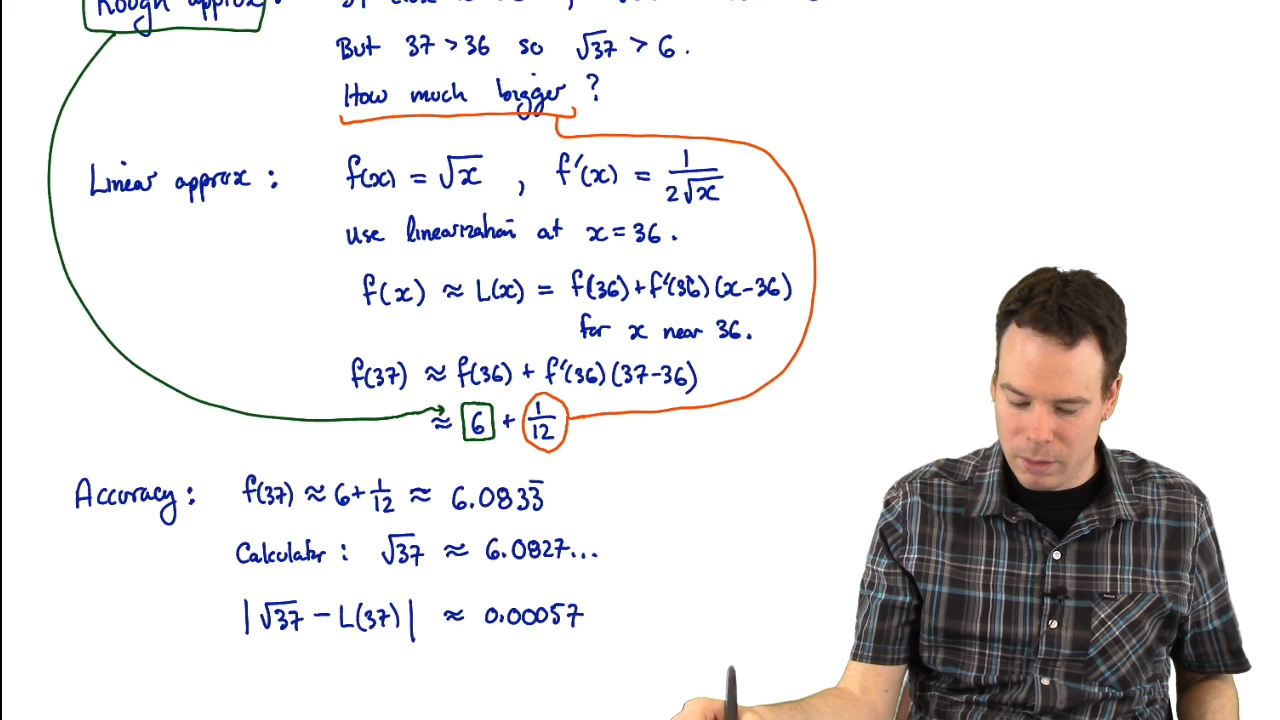 Rough approx:
But 37 > 36 so √37 > 6.
How much bigger?
Linear approx: f(x) = √x , f'(x) = 1/(2√x)
use linearization at x = 36.
f(x) ≈ L(x) = f(36) + f'(36) (x-36)
for x near 36.
f(37) ≈ f(36) + f'(36) (37-36)
≈ 6 + 1/12
Accuracy: f(37) ≈ 6 + 1/12 ≈ 6.0833̅
Calculator: √37 ≈ 6.0827...
|√37 - L(37)| ≈ 0.00057